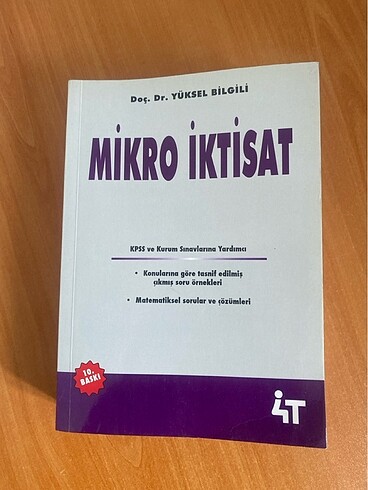 Doç. Dr. YÜKSEL BİLGİLİ
MİKRO İKTİSAT
KPSS ve Kurum Sınavlarına Yardımcı
• Konularına göre tasnif edilmiş
çıkmış soru örnekleri
• Matematiksel sorular ve çözümleri
10.
BASKI
4T